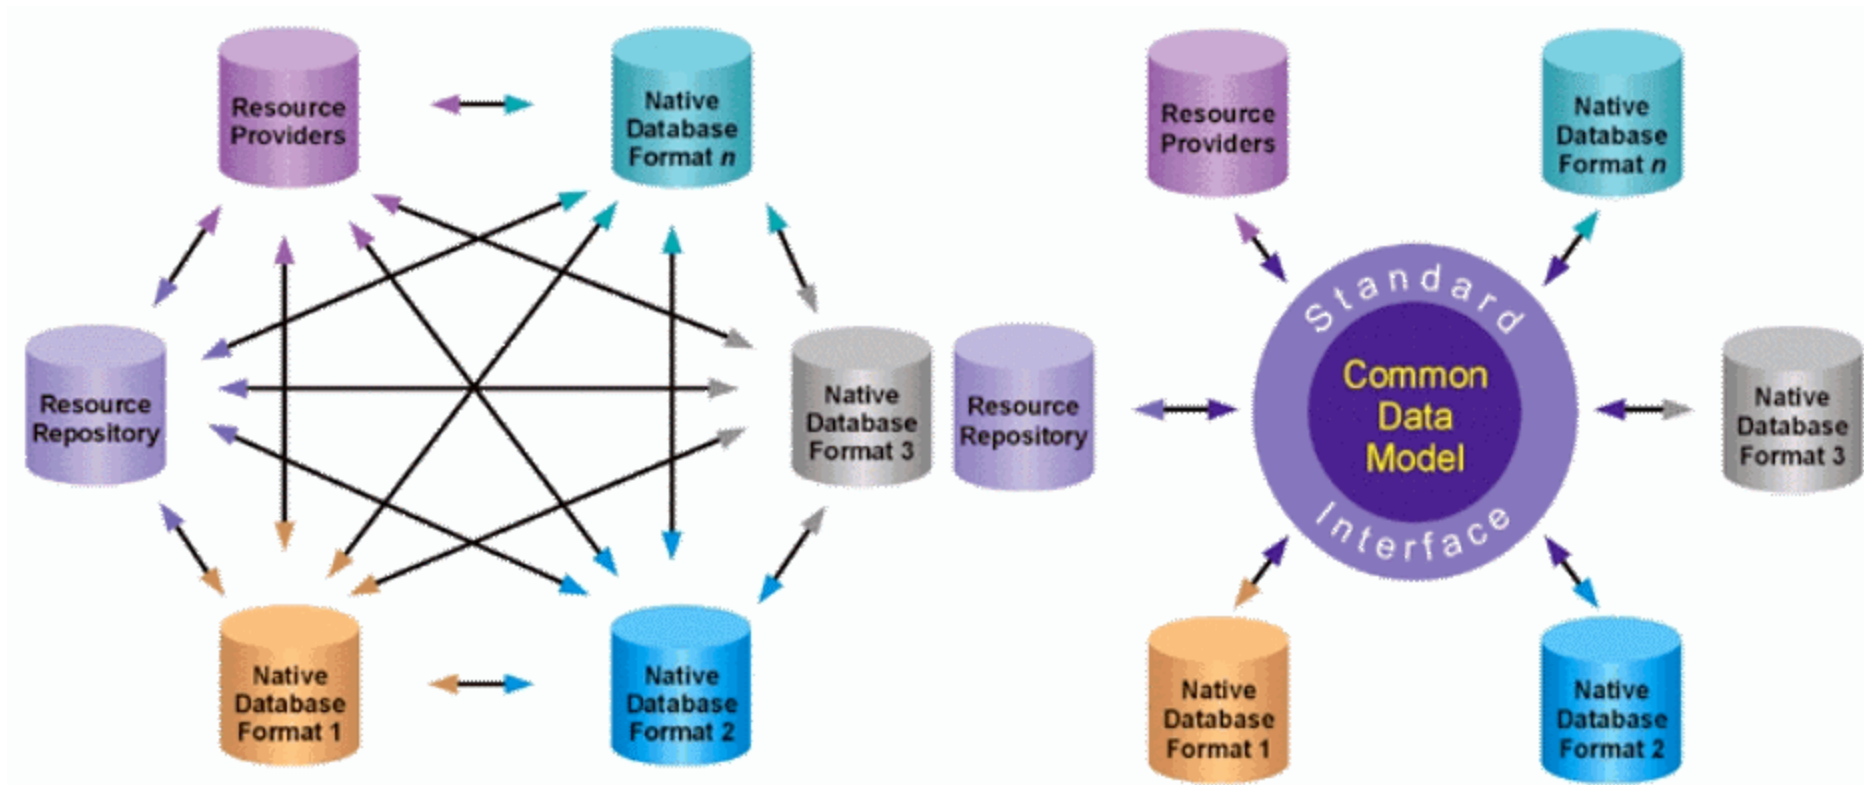 Resource
Providers
Native
Database
Format n
Resource
Repository
Native
Database
Format 3
Native
Database
Format 1
Native
Database
Format 2
Resource
Providers
Native
Database
Format n
Resource
Repository
Standard
Common
Data
Model
Interface
Native
Database
Format 3
Native
Database
Format 1
Native
Database
Format 2